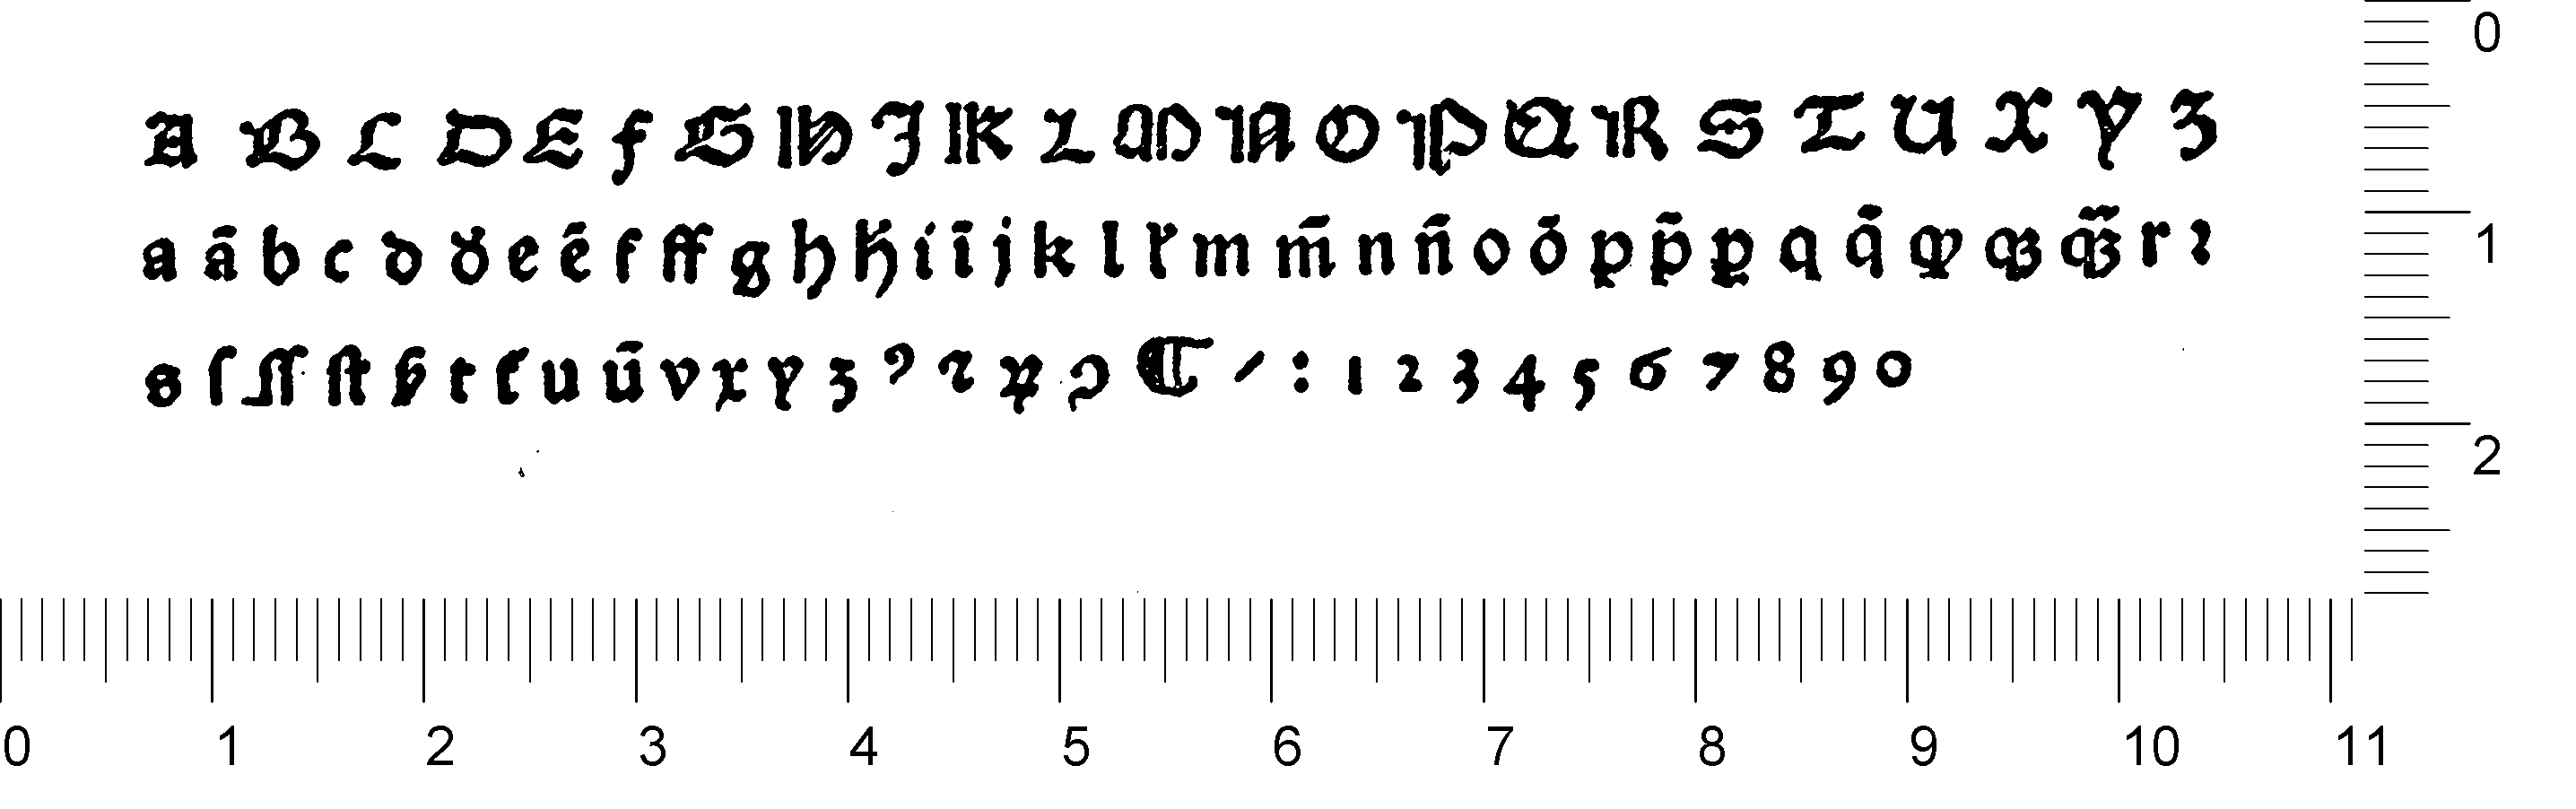 A B C D E F G H J K L M N O P Q R S T U X Y Z
a ā b c d d̄ e ē f ff g h ħ i ī j k l ł m m̄ n n̄ o ō p p̄ ꝑ q q̄ ꝙ qꝫ q̄ꝫ r ꝛ
s ſ ſſ ſt ß t tͨ u ū v x y z ꝰ ꝛ ꝝ ꝓ ℂ / : 1 2 3 4 5 6 7 8 9 0
0
1
2
0 1 2 3 4 5 6 7 8 9 10 11